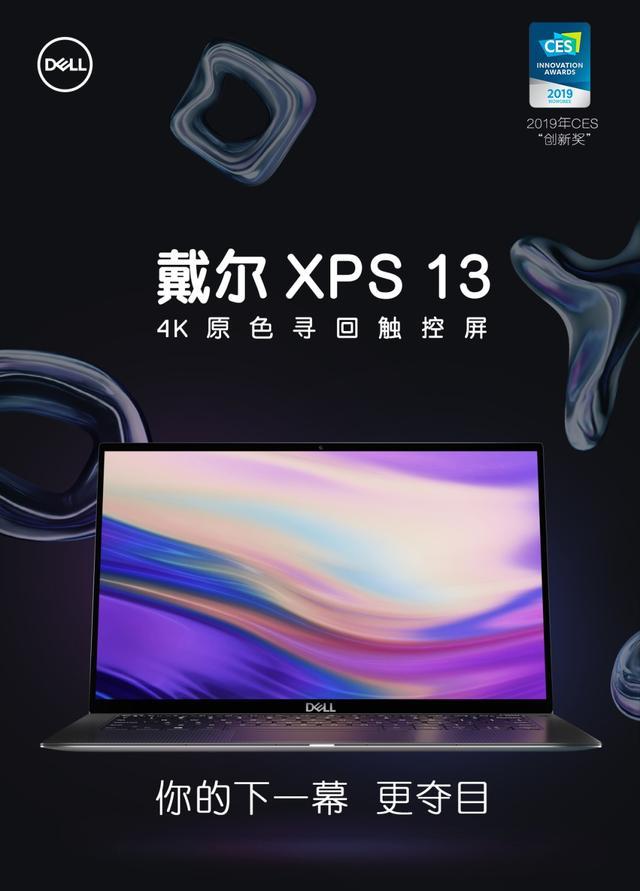 DELL
CES
INNOVATION
AWARDS
2019
HONOREE
2019年CES
“创新奖”
戴尔 XPS 13
4K 原色寻回触控屏
DELL
你的下一幕 更夺目